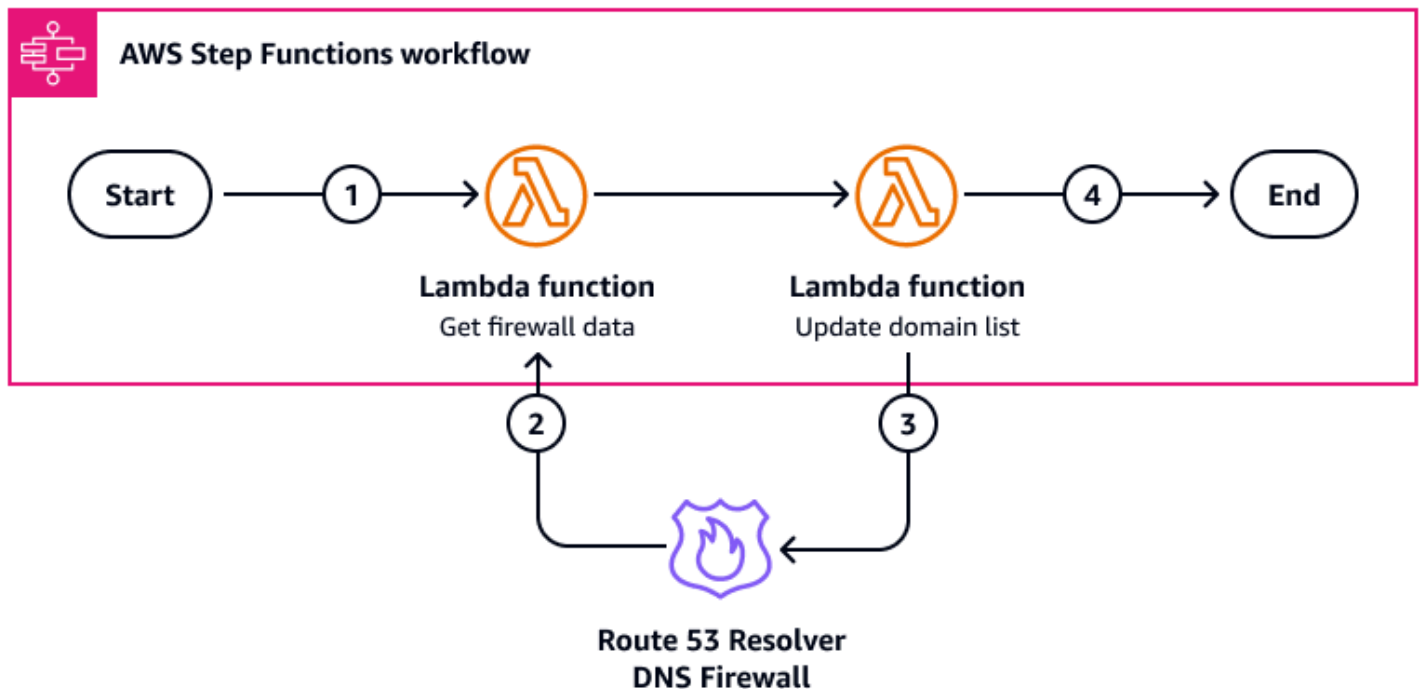 AWS Step Functions workflow
Start
1
4
End
Lambda function
Get firewall data
Lambda function
Update domain list
2
3
Route 53 Resolver
DNS Firewall